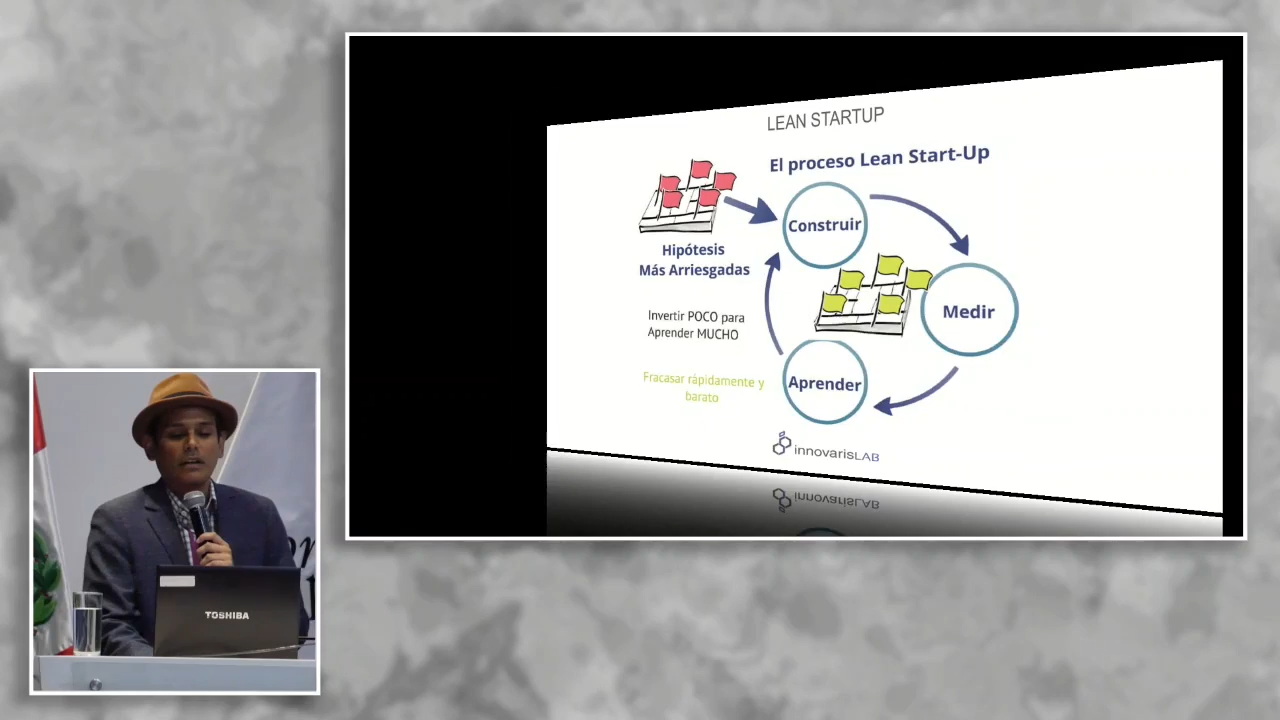 LEAN STARTUP
El proceso Lean Start-Up
Construir
Hipótesis
Más Arriesgadas
Medir
Invertir POCO para
Aprender MUCHO
Fracasar rápidamente y
barato
Aprender
innovarisLAB
innovarisLAB
TOSHIBA